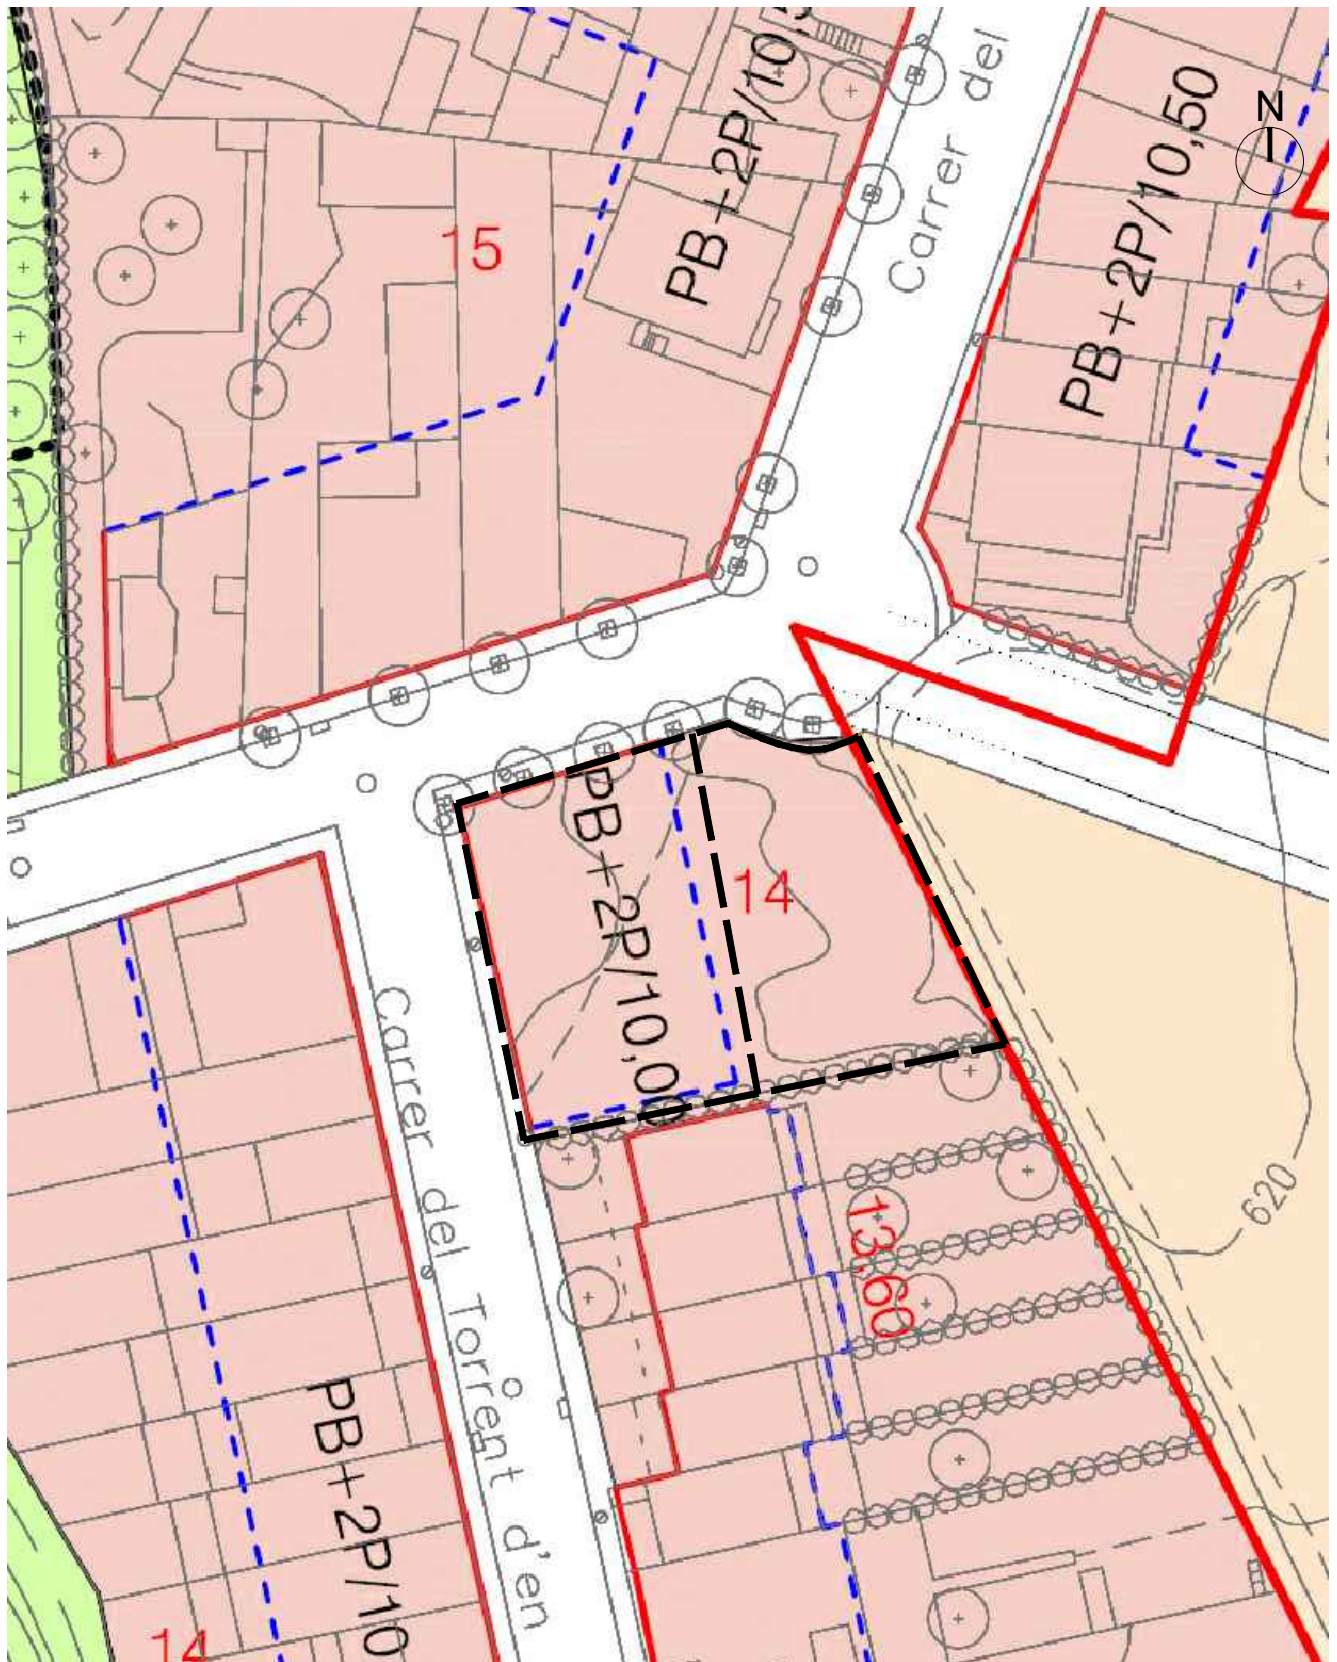 PB+2P/10,5
Carrer del
PB+2P/10,50
N
15
PB+2P/10,00
14
Carrer del Torrent d'en
13,60
620
PB+2P/10
14